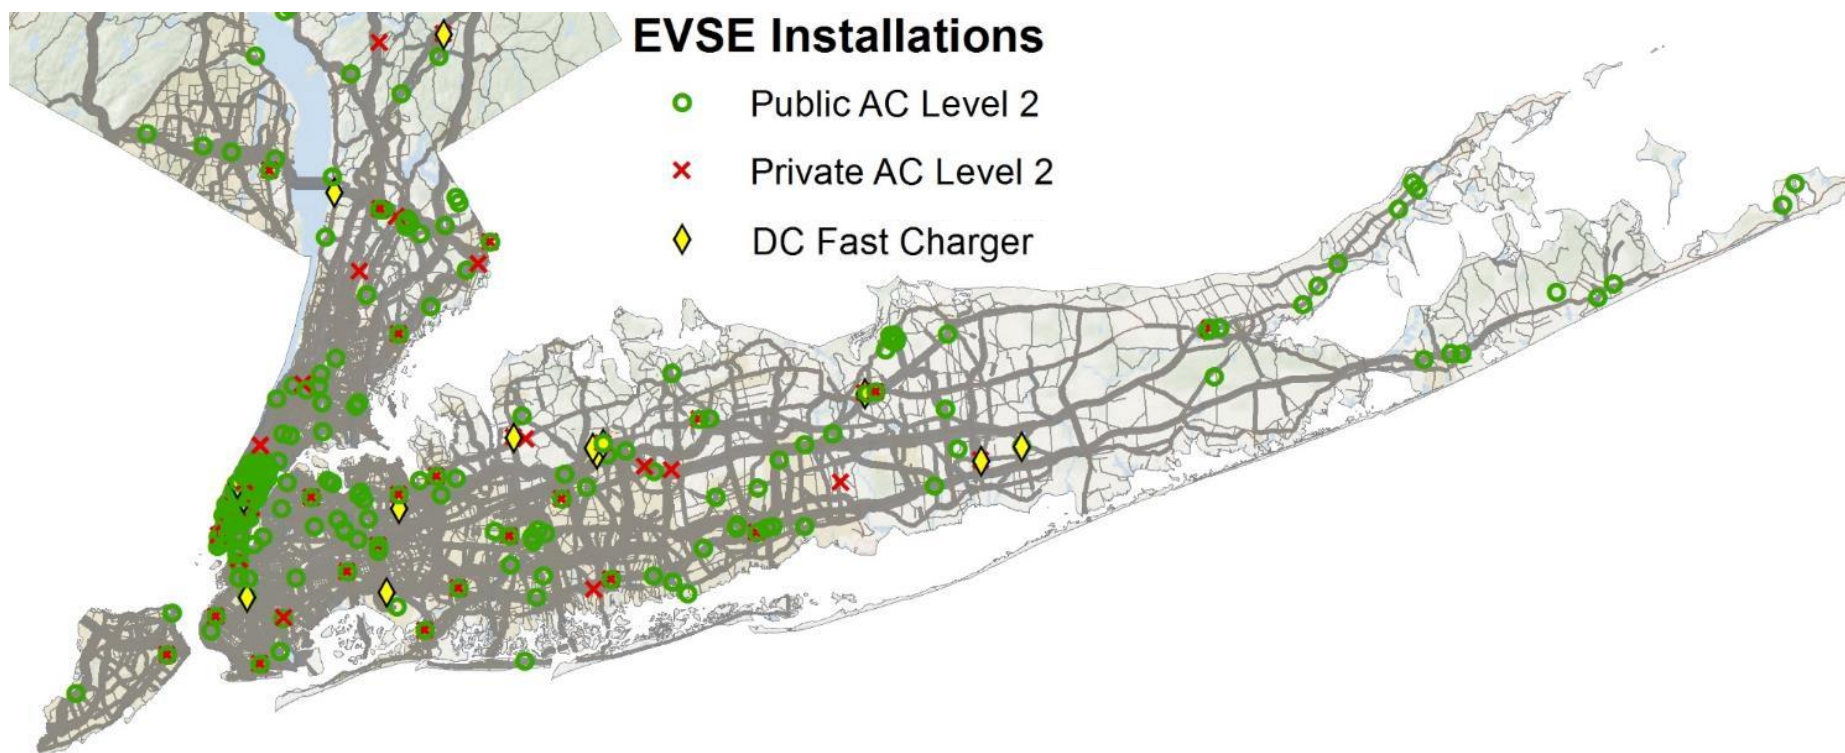 EVSE Installations
Public AC Level 2
Private AC Level 2
DC Fast Charger